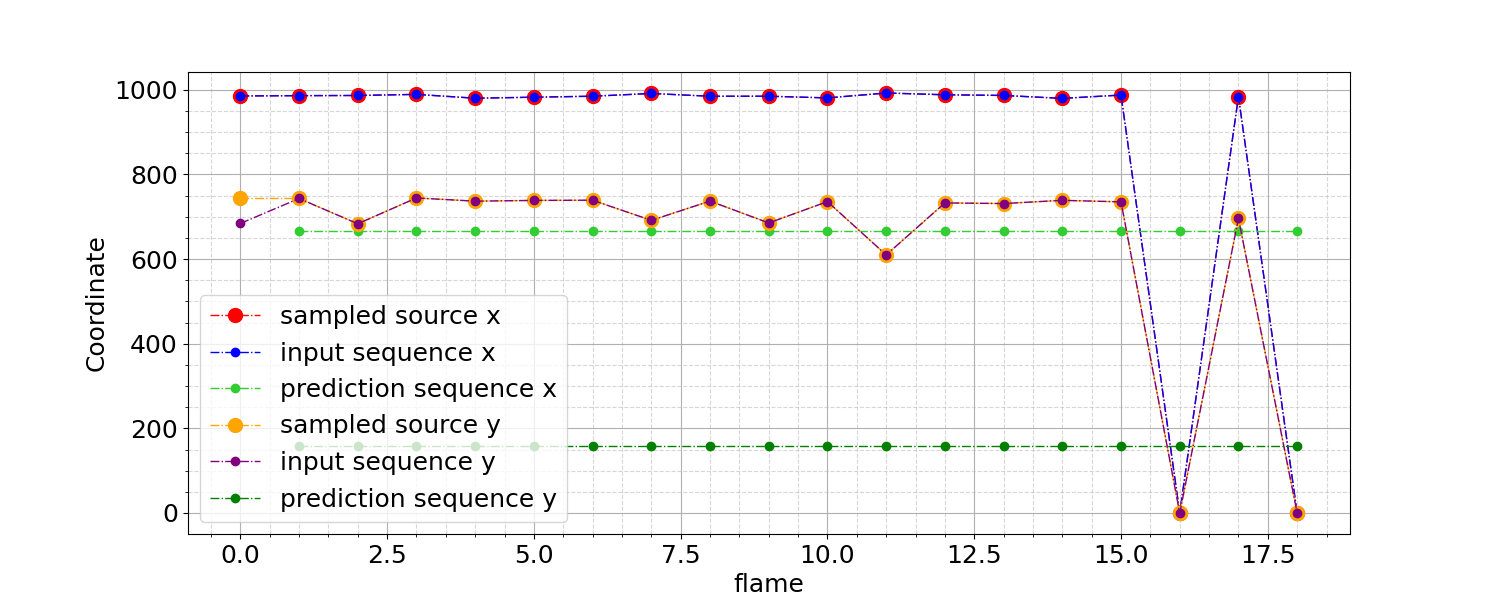 1000
800
600
400
200
0
Coordinate
sampled source x
input sequence x
prediction sequence x
sampled source y
input sequence y
prediction sequence y
0.0 2.5 5.0 7.5 10.0 12.5 15.0 17.5
flame